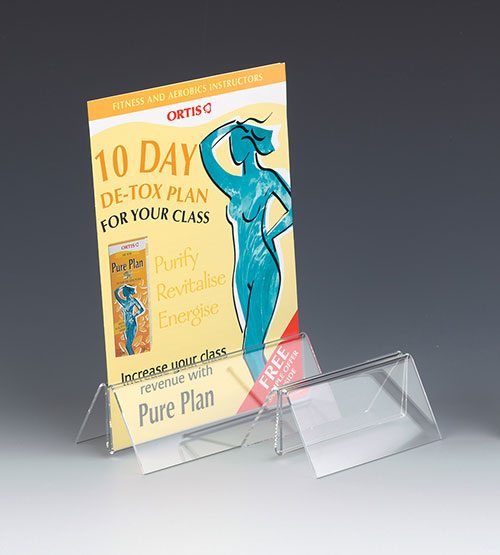 FITNESS AND AEROBICS INSTRUCTORS
ORTIS
10 DAY
DE-TOX PLAN
FOR YOUR CLASS
ORTIS
Pure Plan
Purify
Revitalise
Energise
Increase your class
revenue with
Pure Plan
FREE
OFFER